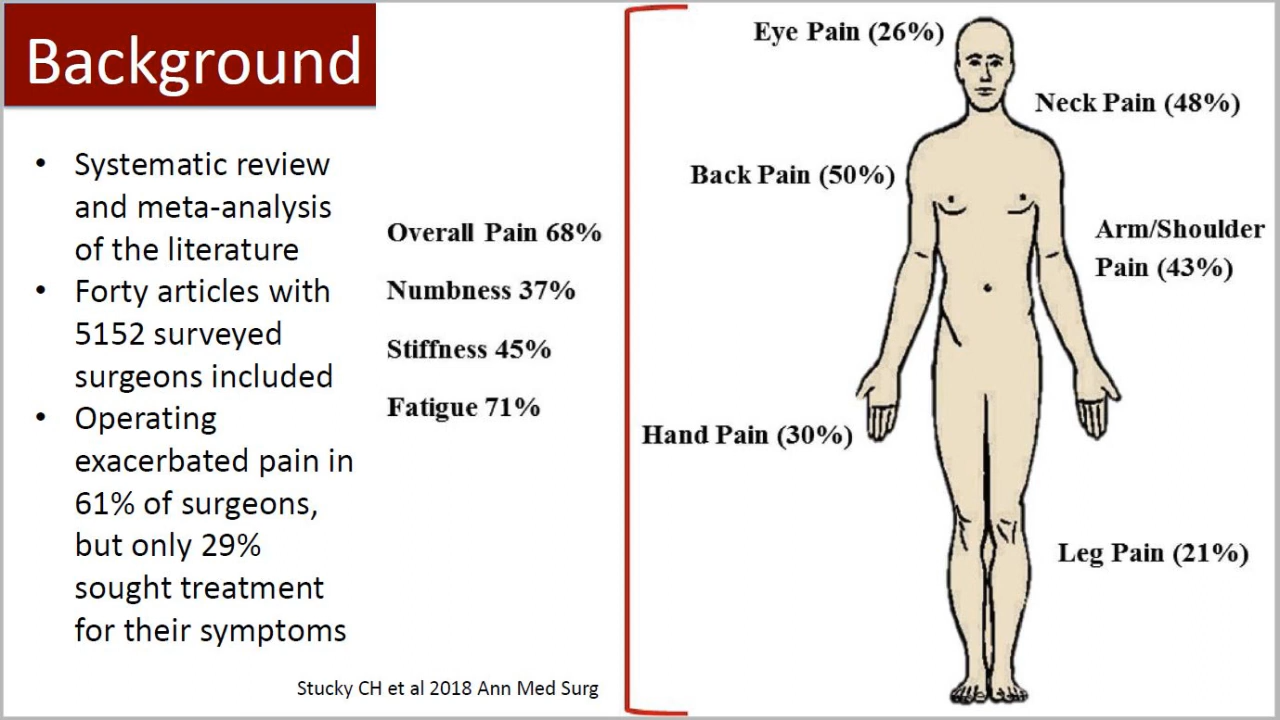 Background
• Systematic review
and meta-analysis
of the literature
• Forty articles with
5152 surveyed
surgeons included
• Operating
exacerbated pain in
61% of surgeons,
but only 29%
sought treatment
for their symptoms
Overall Pain 68%
Numbness 37%
Stiffness 45%
Fatigue 71%
Eye Pain (26%)
Neck Pain (48%)
Back Pain (50%)
Arm/Shoulder
Pain (43%)
Hand Pain (30%)
Leg Pain (21%)
Stucky CH et al 2018 Ann Med Surg